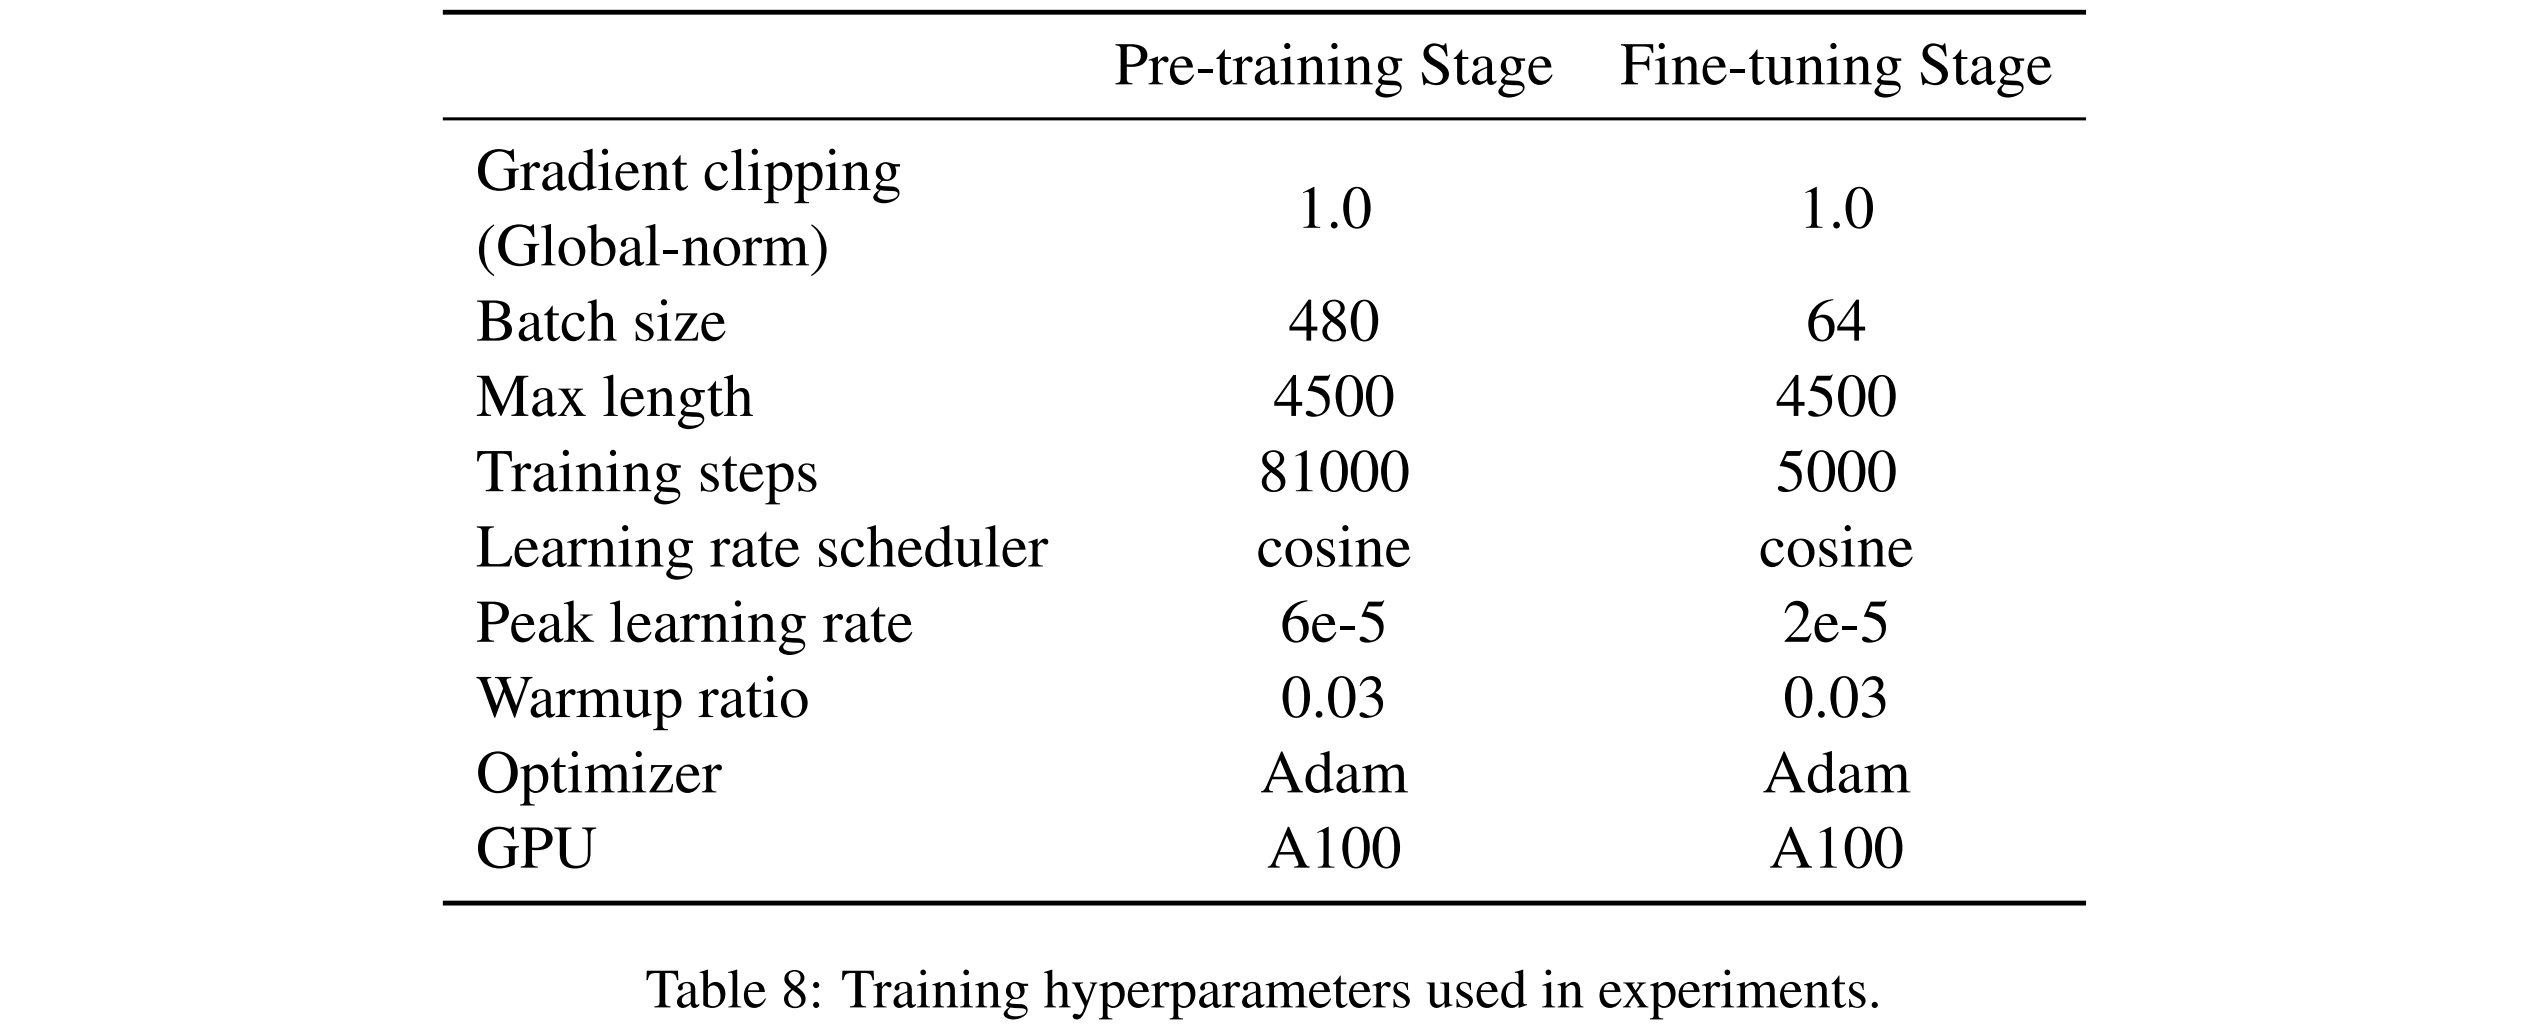 Pre-training Stage Fine-tuning Stage
Gradient clipping
(Global-norm) 1.0 1.0
Batch size 480 64
Max length 4500 4500
Training steps 81000 5000
Learning rate scheduler cosine cosine
Peak learning rate 6e-5 2e-5
Warmup ratio 0.03 0.03
Optimizer Adam Adam
GPU A100 A100
Table 8: Training hyperparameters used in experiments.